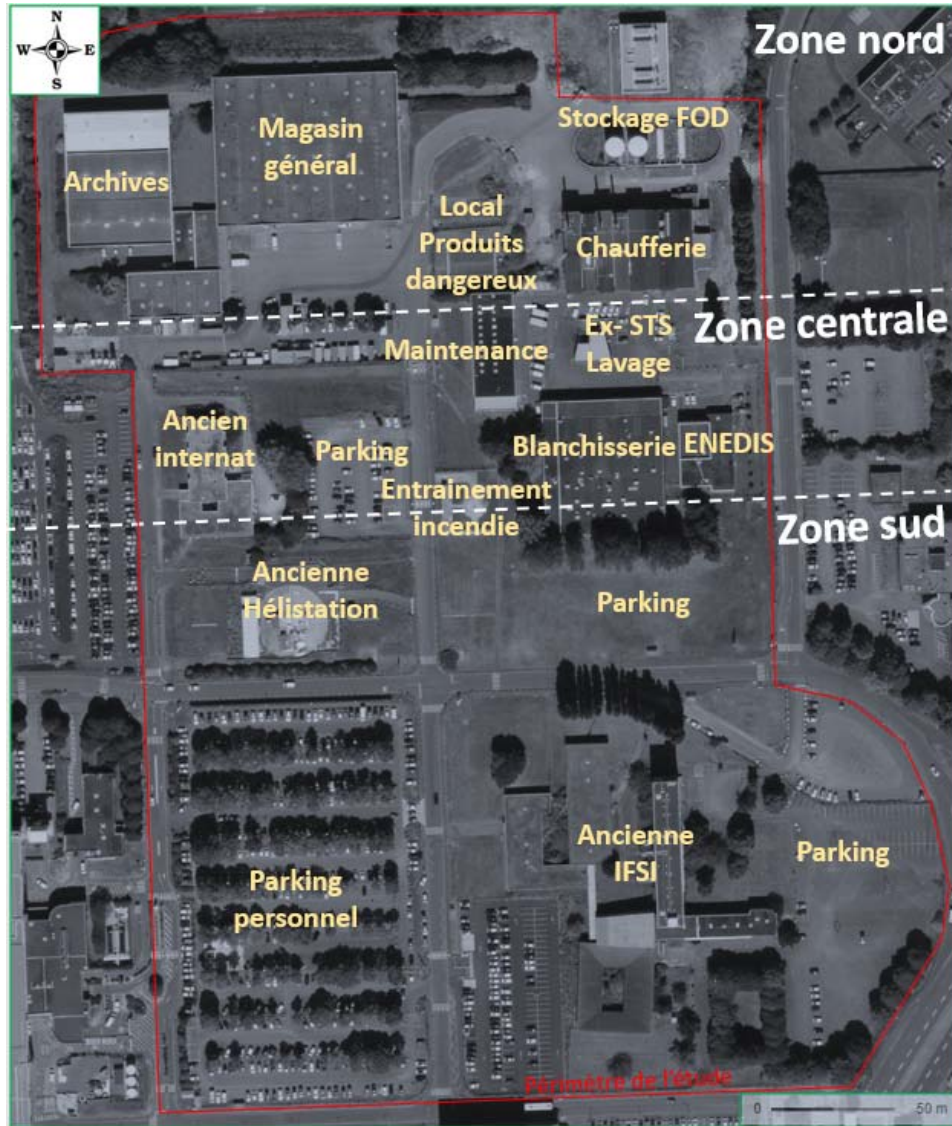 N
W E
S
Zone nord
Stockage FOD
Magasin
général
Archives
Local
Produits
dangereux
Chaufferie
Zone centrale
Ex- STS
Lavage
Maintenance
Ancien
internat
Parking
Blanchisserie
ENEDIS
Entrainement
incendie
Zone sud
Ancienne
Hélistation
Parking
Ancienne
IFSI
Parking
Parking
personnel
Périmètre de l'étude
0 50 m